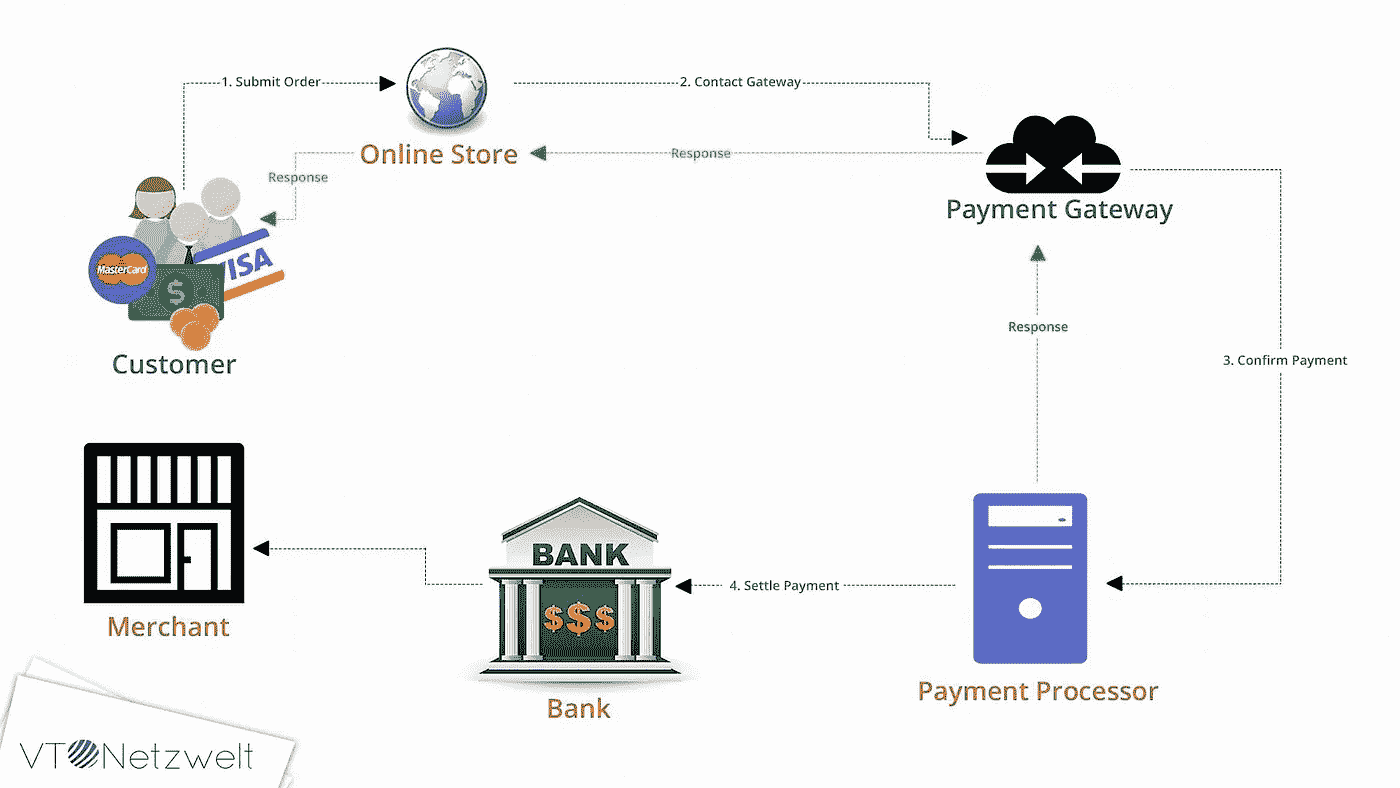 1. Submit Order
2. Contact Gateway
Online Store
Response
Response
Payment Gateway
MasterCard
VISA
$
Customer
Response
3. Confirm Payment
BANK
4. Settle Payment
$$$
Merchant
Payment Processor
Bank
VTNetzwelt